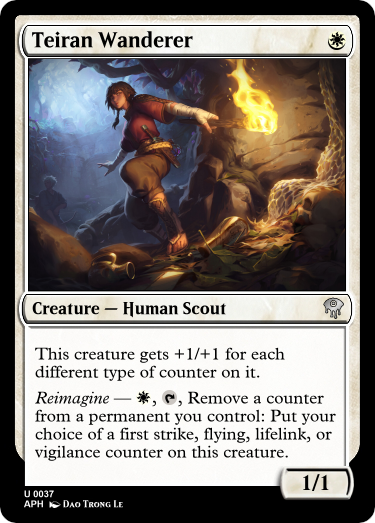 Teiran Wanderer
Creature — Human Scout
This creature gets +1/+1 for each
different type of counter on it.
Reimagine — , , Remove a counter
from a permanent you control: Put your
choice of a first strike, flying, lifelink, or
vigilance counter on this creature.
1/1
U 0037
APH Dao Trong Le